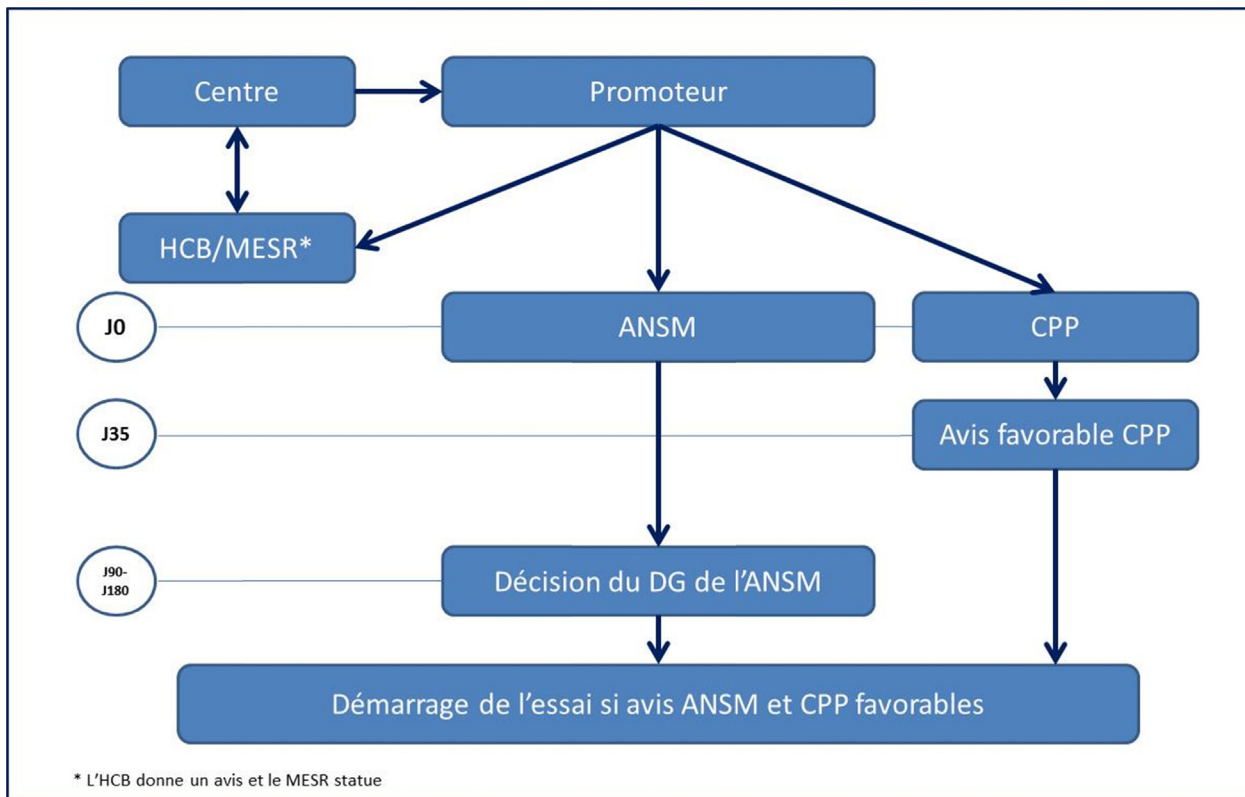 Centre
Promoteur
HCB/MESR*
J0
ANSM
CPP
J35
Avis favorable CPP
J90-
J180
Décision du DG de l’ANSM
Démarrage de l’essai si avis ANSM et CPP favorables
* L’HCB donne un avis et le MESR statue